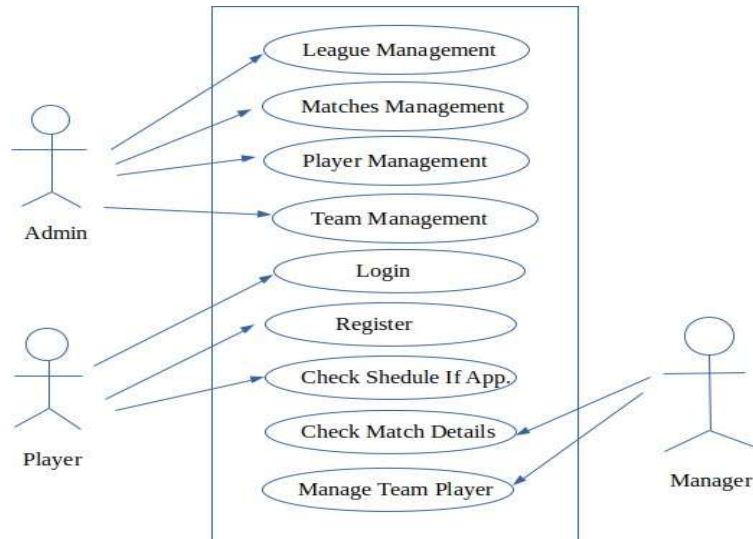 League Management
Matches Management
Player Management
Team Management
Admin
Login
Register
Check Shedule If App.
Check Match Details
Player
Manage Team Player
Manager